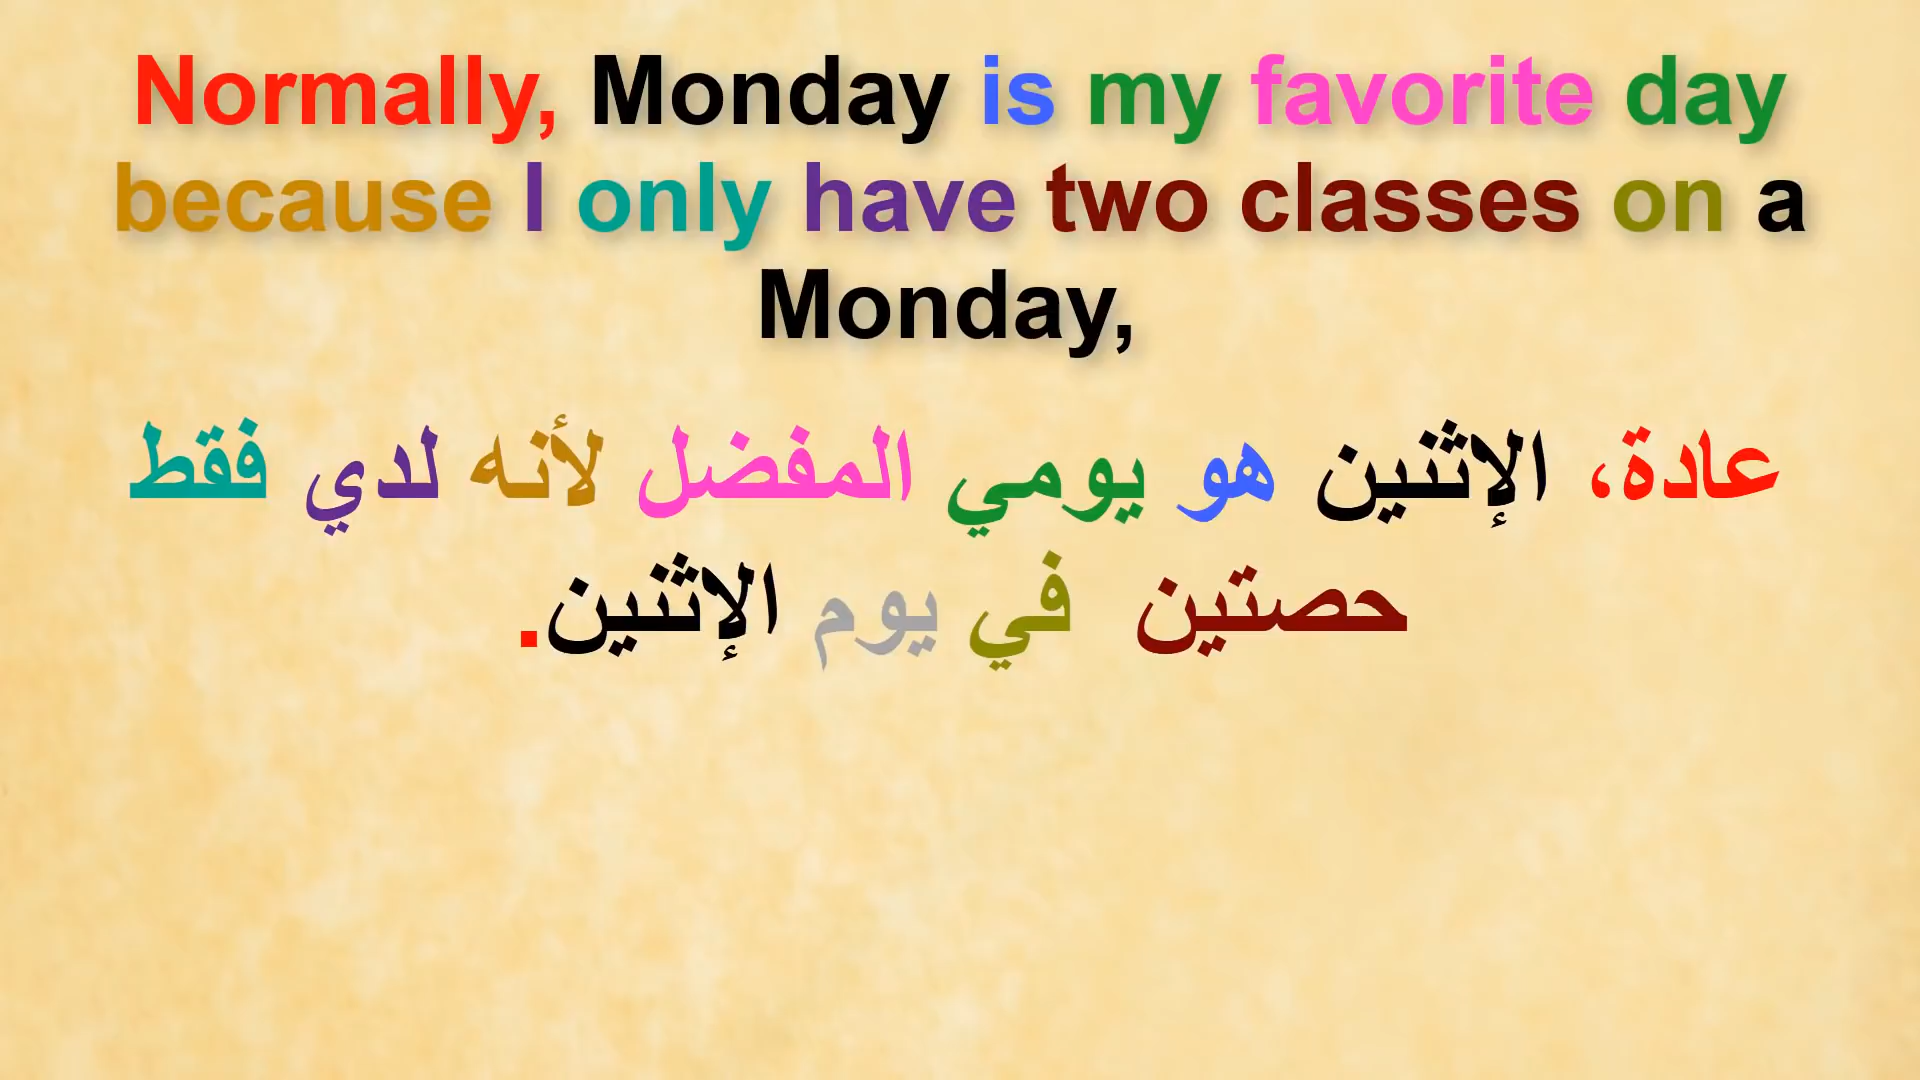 Normally, Monday is my favorite day
because I only have two classes on a
Monday,
عادة، الإثنين هو يومي المفضل لأنه لدي فقط
حصتين في يوم الإثنين.